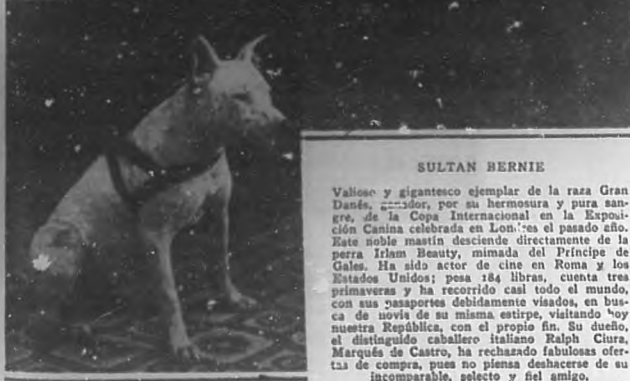 SULTAN BERNIE
Valioso y gigantesco ejemplar de la raza Gran
Danés, ganador, por su hermosura y pura san-
gre, de la Copa Internacional en la Exposi-
ción Canina celebrada en Londres el pasado año.
Este noble mastín desciende directamente de la
perra Irlam Beauty, mimada del Príncipe de
Gales. Ha sido actor de cine en Roma y los
Estados Unidos; pesa 184 libras, cuenta tres
primaveras y ha recorrido casi todo el mundo,
con sus pasaportes debidamente visados, en bus-
ca de novia de su misma estirpe, visitando hoy
nuestra República, con el propio fin. Su dueño,
el distinguido caballero italiano Ralph Ciura,
Marqués de Castro, ha rechazado fabulosas ofer-
tas de compra, pues no piensa deshacerse de su
incomparable, selecto y fiel amigo.